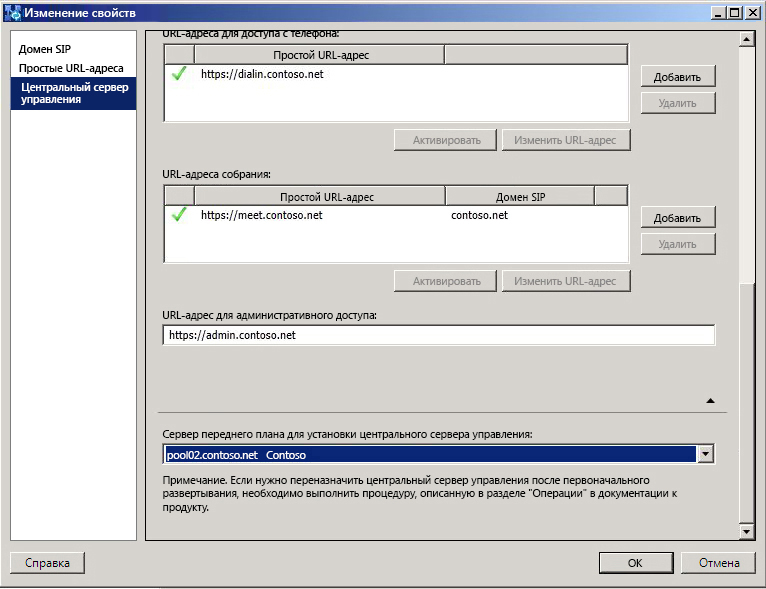 Изменение свойств
Домен SIP
Простые URL-адреса
Центральный сервер
управления
URL-адреса для доступа с телефона:
Простой URL-адрес
https://dialin.contoso.net
Добавить
Удалить
Активировать
Изменить URL-адрес
URL-адреса собрания:
Простой URL-адрес
Домен SIP
https://meet.contoso.net
contoso.net
Добавить
Удалить
Активировать
Изменить URL-адрес
URL-адрес для административного доступа:
https://admin.contoso.net
Сервер переднего плана для установки центрального сервера управления:
pool02.contoso.net Contoso
Примечание. Если нужно переназначить центральный сервер управления после первоначального
развертывания, необходимо выполнить процедуру, описанную в разделе "Операции" в документации к
продукту.
Справка
OK
Отмена